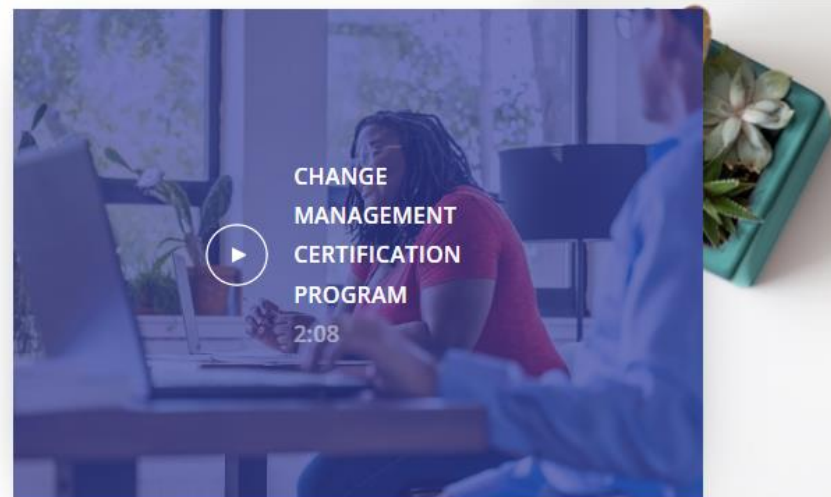 CHANGE
MANAGEMENT
CERTIFICATION
PROGRAM
2:08